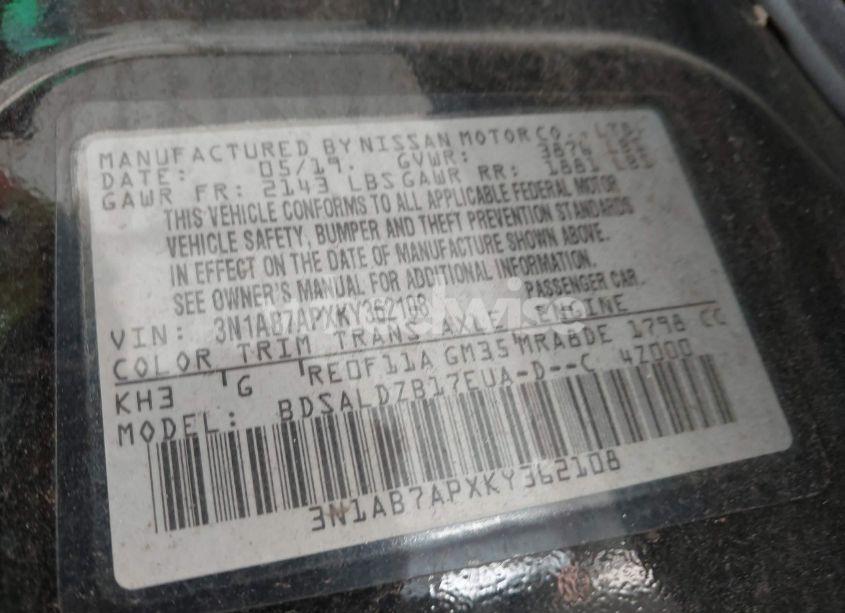 MANUFACTURED BY NISSAN MOTOR CO., LTD.
DATE: 05/19. GVWR: 3876 LBS
GAWR FR: 2143 LBS GAWR RR: 1881 LBS
THIS VEHICLE CONFORMS TO ALL APPLICABLE FEDERAL MOTOR
VEHICLE SAFETY, BUMPER AND THEFT PREVENTION STANDARDS
IN EFFECT ON THE DATE OF MANUFACTURE SHOWN ABOVE.
SEE OWNER'S MANUAL FOR ADDITIONAL INFORMATION.
VIN: 3N1AB7APXKY362108 PASSENGER CAR.
COLOR TRIM TRANS AXLE ENGINE
KH3 G RE0F11A GM35 MRA8DE 1798 CC
MODEL: BDSALDZB17EUA-D--C 4Z000
3N1AB7APXKY362108